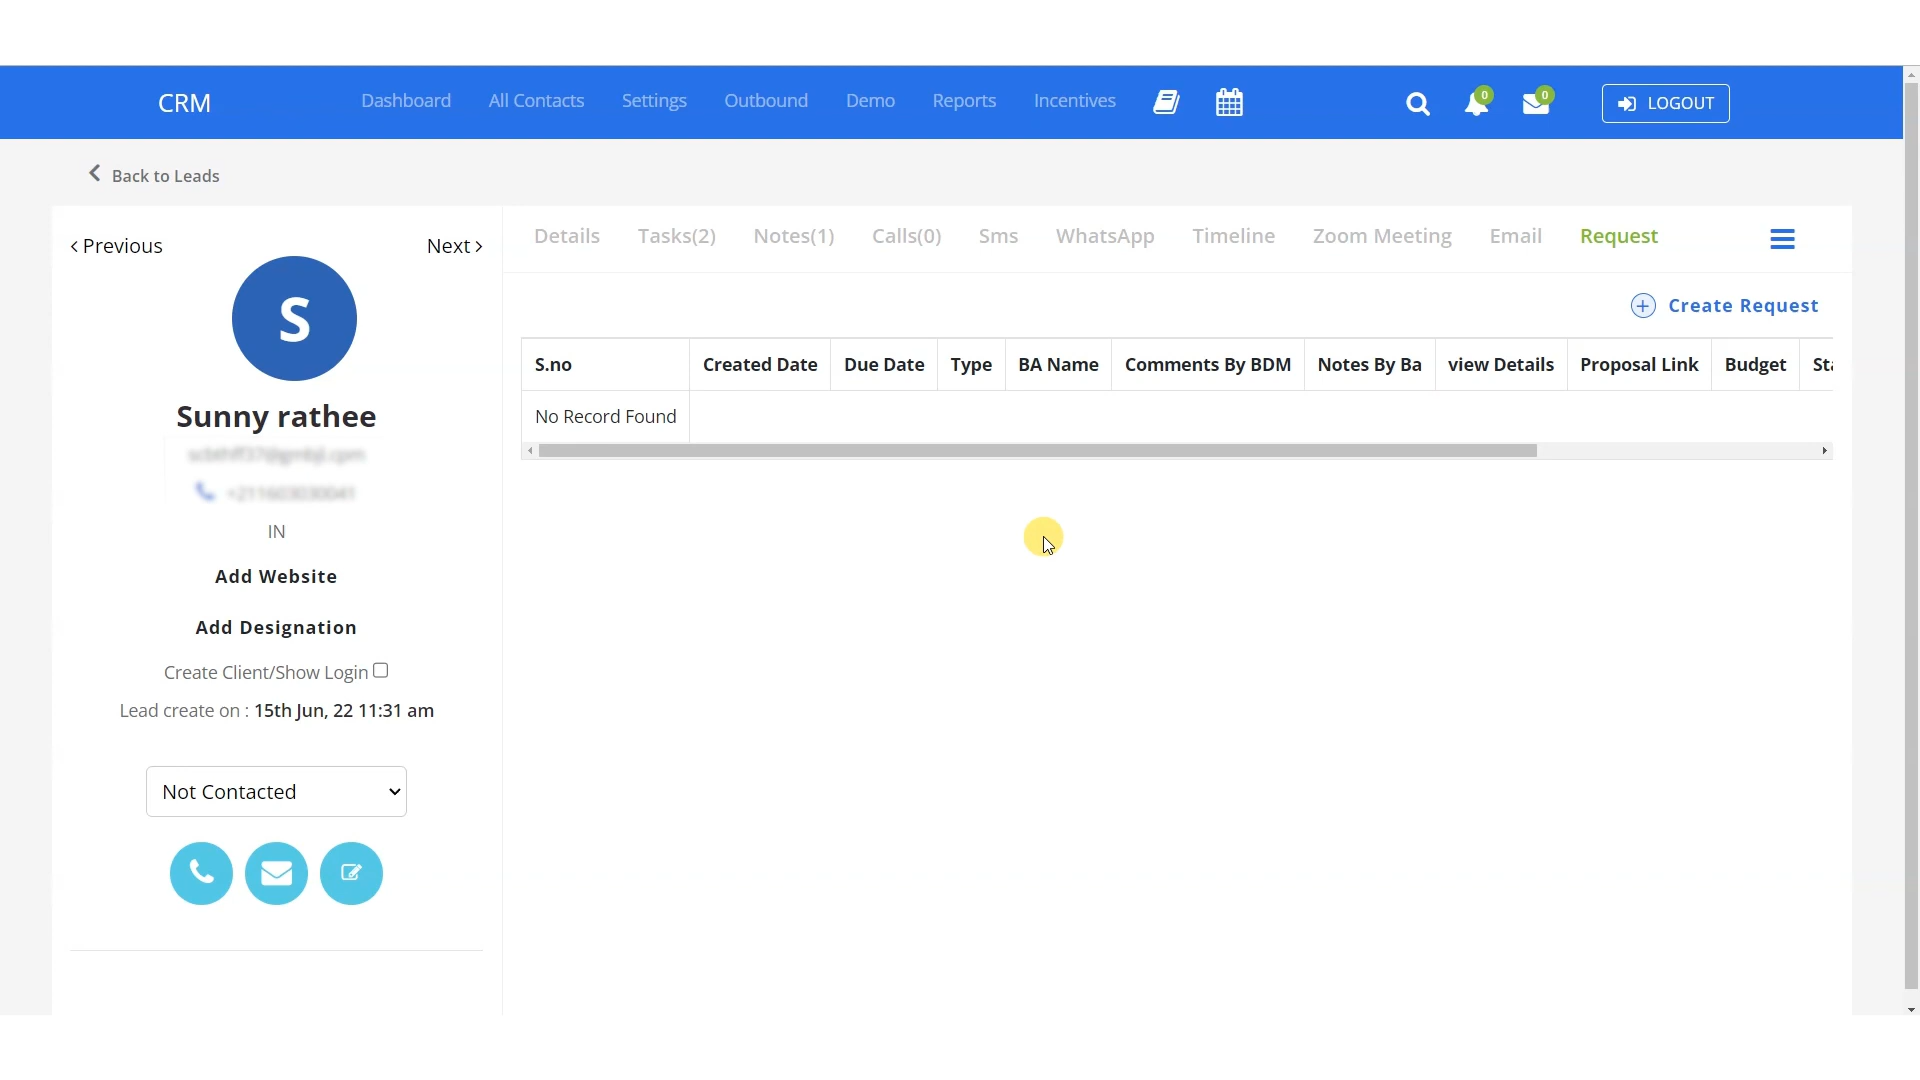 CRM Dashboard All Contacts Settings Outbound Demo Reports Incentives 0 0 LOGOUT
Back to Leads
Previous Next
Details Tasks(2) Notes(1) Calls(0) Sms WhatsApp Timeline Zoom Meeting Email Request
Create Request
S
Sunny rathee
IN
Add Website
Add Designation
Create Client/Show Login
Lead create on : 15th Jun, 22 11:31 am
Not Contacted
S.no Created Date Due Date Type BA Name Comments By BDM Notes By Ba view Details Proposal Link Budget Sta
No Record Found